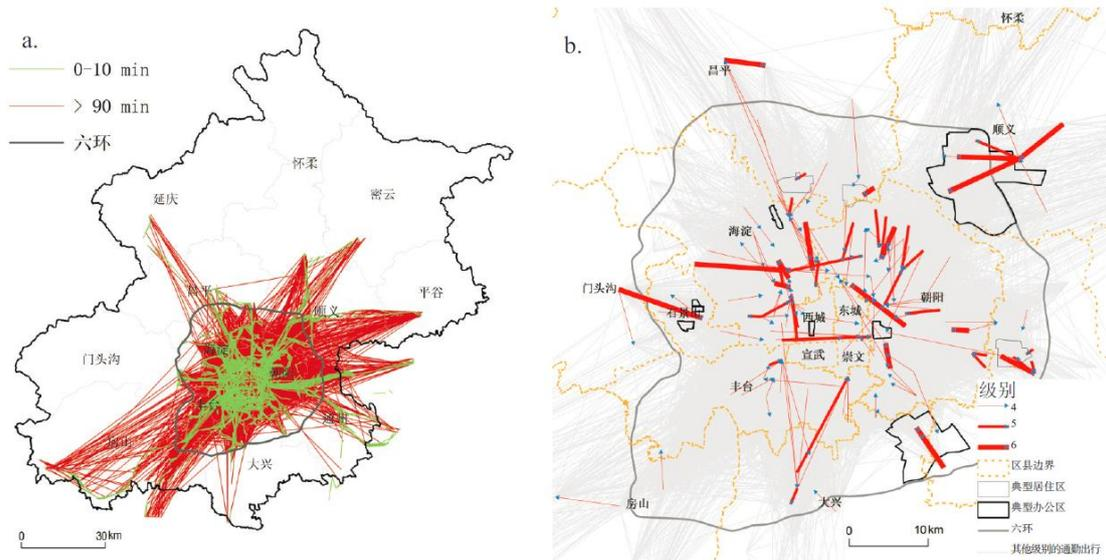 a.
0-10 min
> 90 min
六环
怀柔
延庆
密云
昌平
平谷
顺义
门头沟
海淀
通州
房山
大兴
0
30km
b.
怀柔
昌平
顺义
海淀
门头沟
石景山
朝阳
东城
西城
宣武
崇文
丰台
房山
大兴
0
10km
级别
4
5
6
区县边界
典型居住区
典型办公区
六环
其他级别的通勤出行